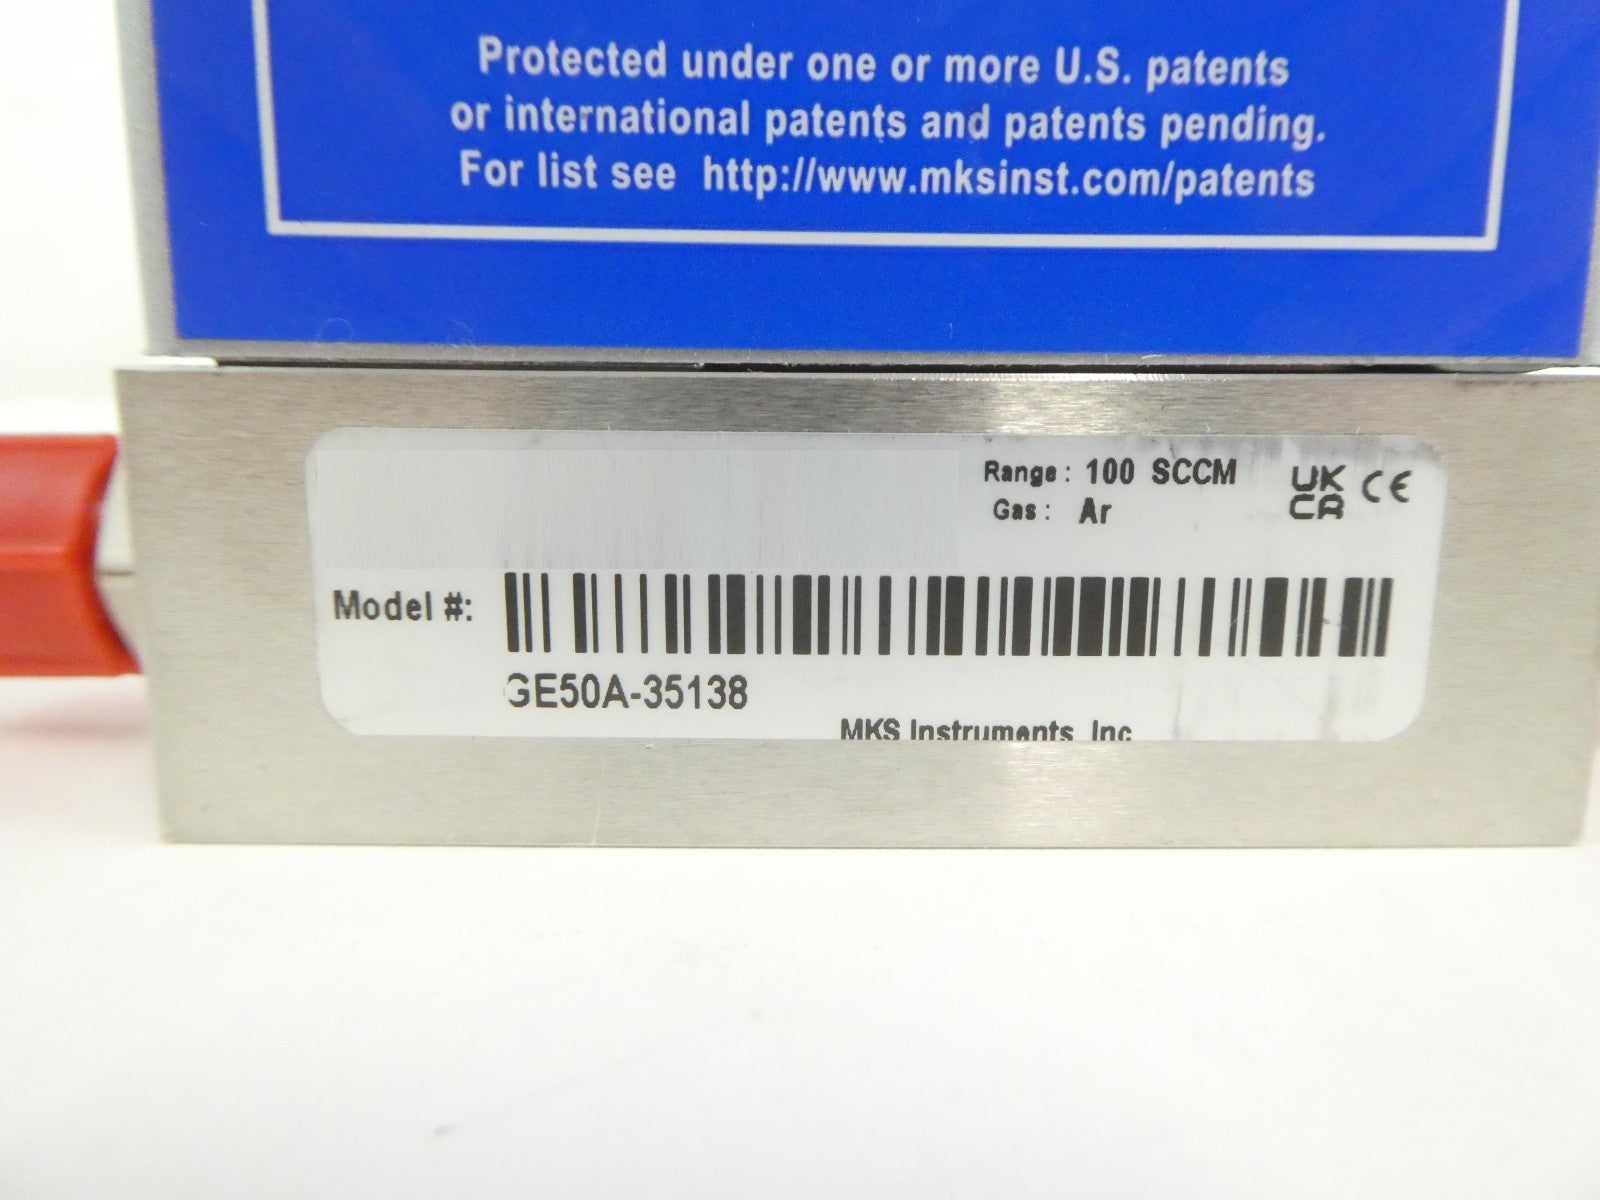 Protected under one or more U.S. patents
or international patents and patents pending.
For list see http://www.mksinst.com/patents
Range: 100 SCCM
Gas: Ar
UK
CA
CE
Model #:
GE50A-35138
MKS Instruments, Inc